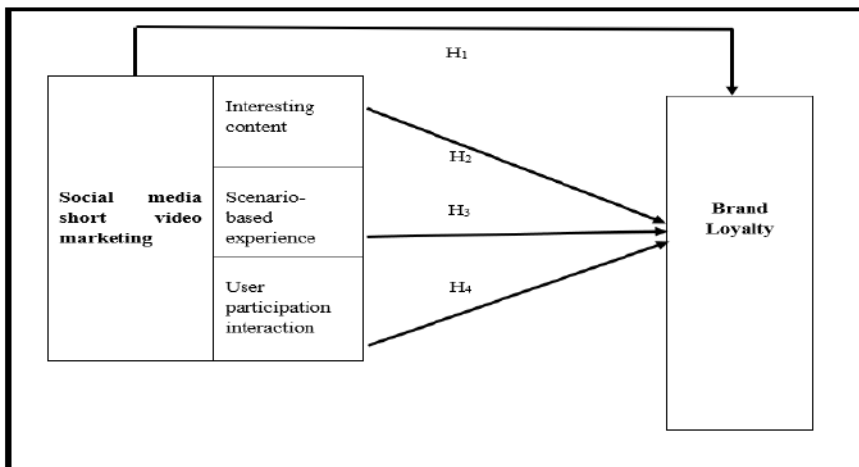 H₁
Interesting
content
Social media
short video
marketing
Scenario-
based
experience
User
participation
interaction
H₂
H₃
H₄
Brand
Loyalty